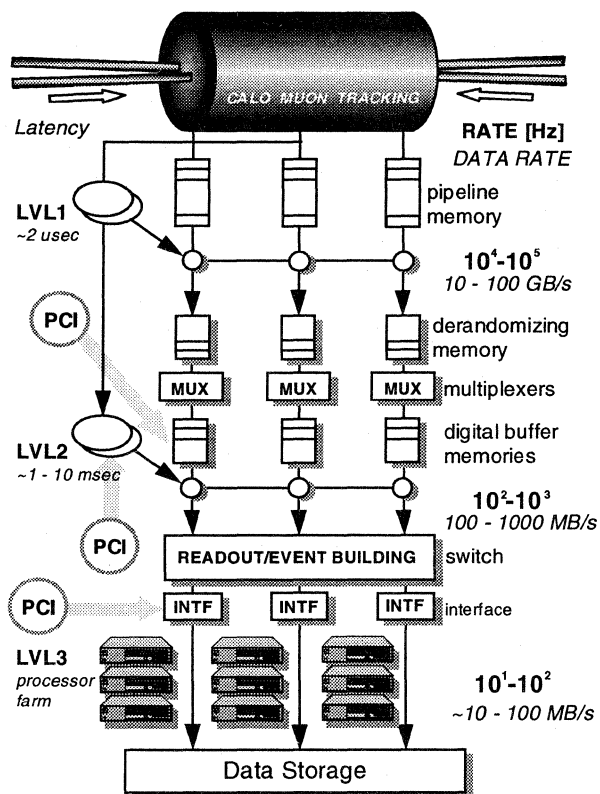 CALO MUON TRACKING
Latency
RATE [Hz]
DATA RATE
pipeline
memory
LVL1
~2 usec
10⁴-10⁵
10 - 100 GB/s
PCI
derandomizing
memory
MUX
MUX
MUX
multipliexers
digital buffer
memories
LVL2
~1 - 10 msec
10²-10³
100 - 1000 MB/s
PCI
READOUT/EVENT BUILDING
switch
PCI
INTF
INTF
INTF
interface
LVL3
processor
farm
10¹-10²
~10 - 100 MB/s
Data Storage